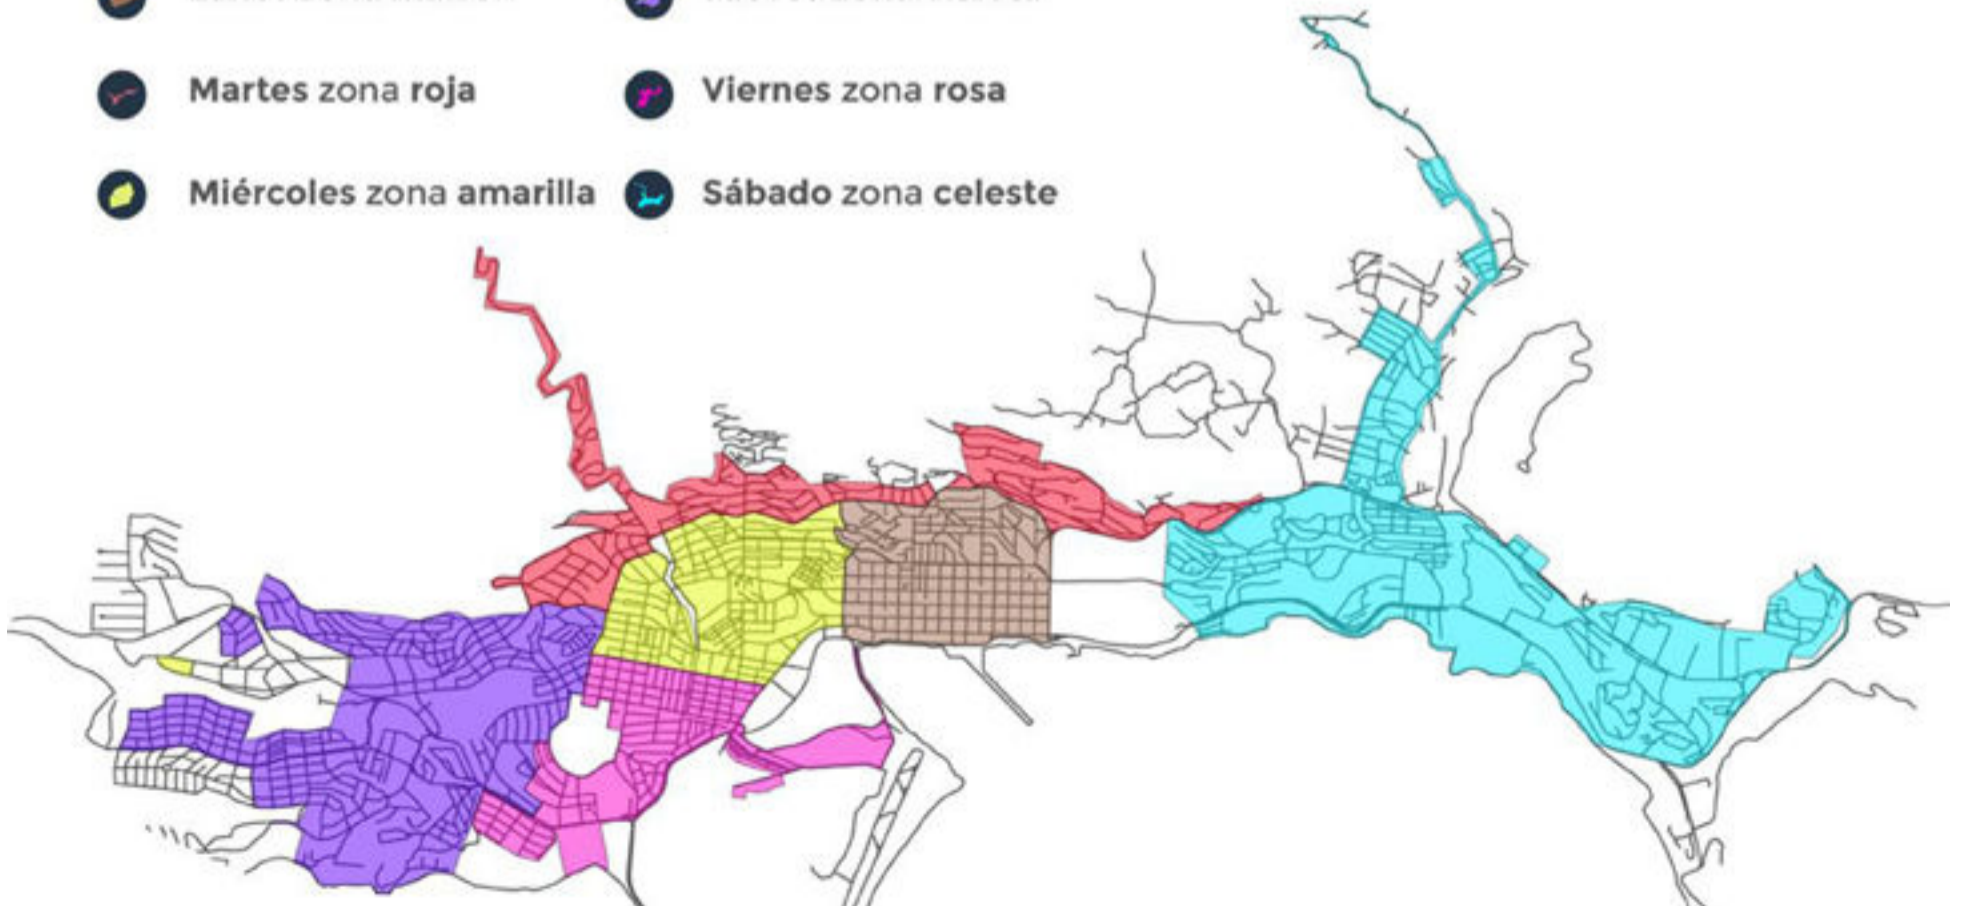 Martes zona roja
Viernes zona rosa
Miércoles zona amarilla
Sábado zona celeste